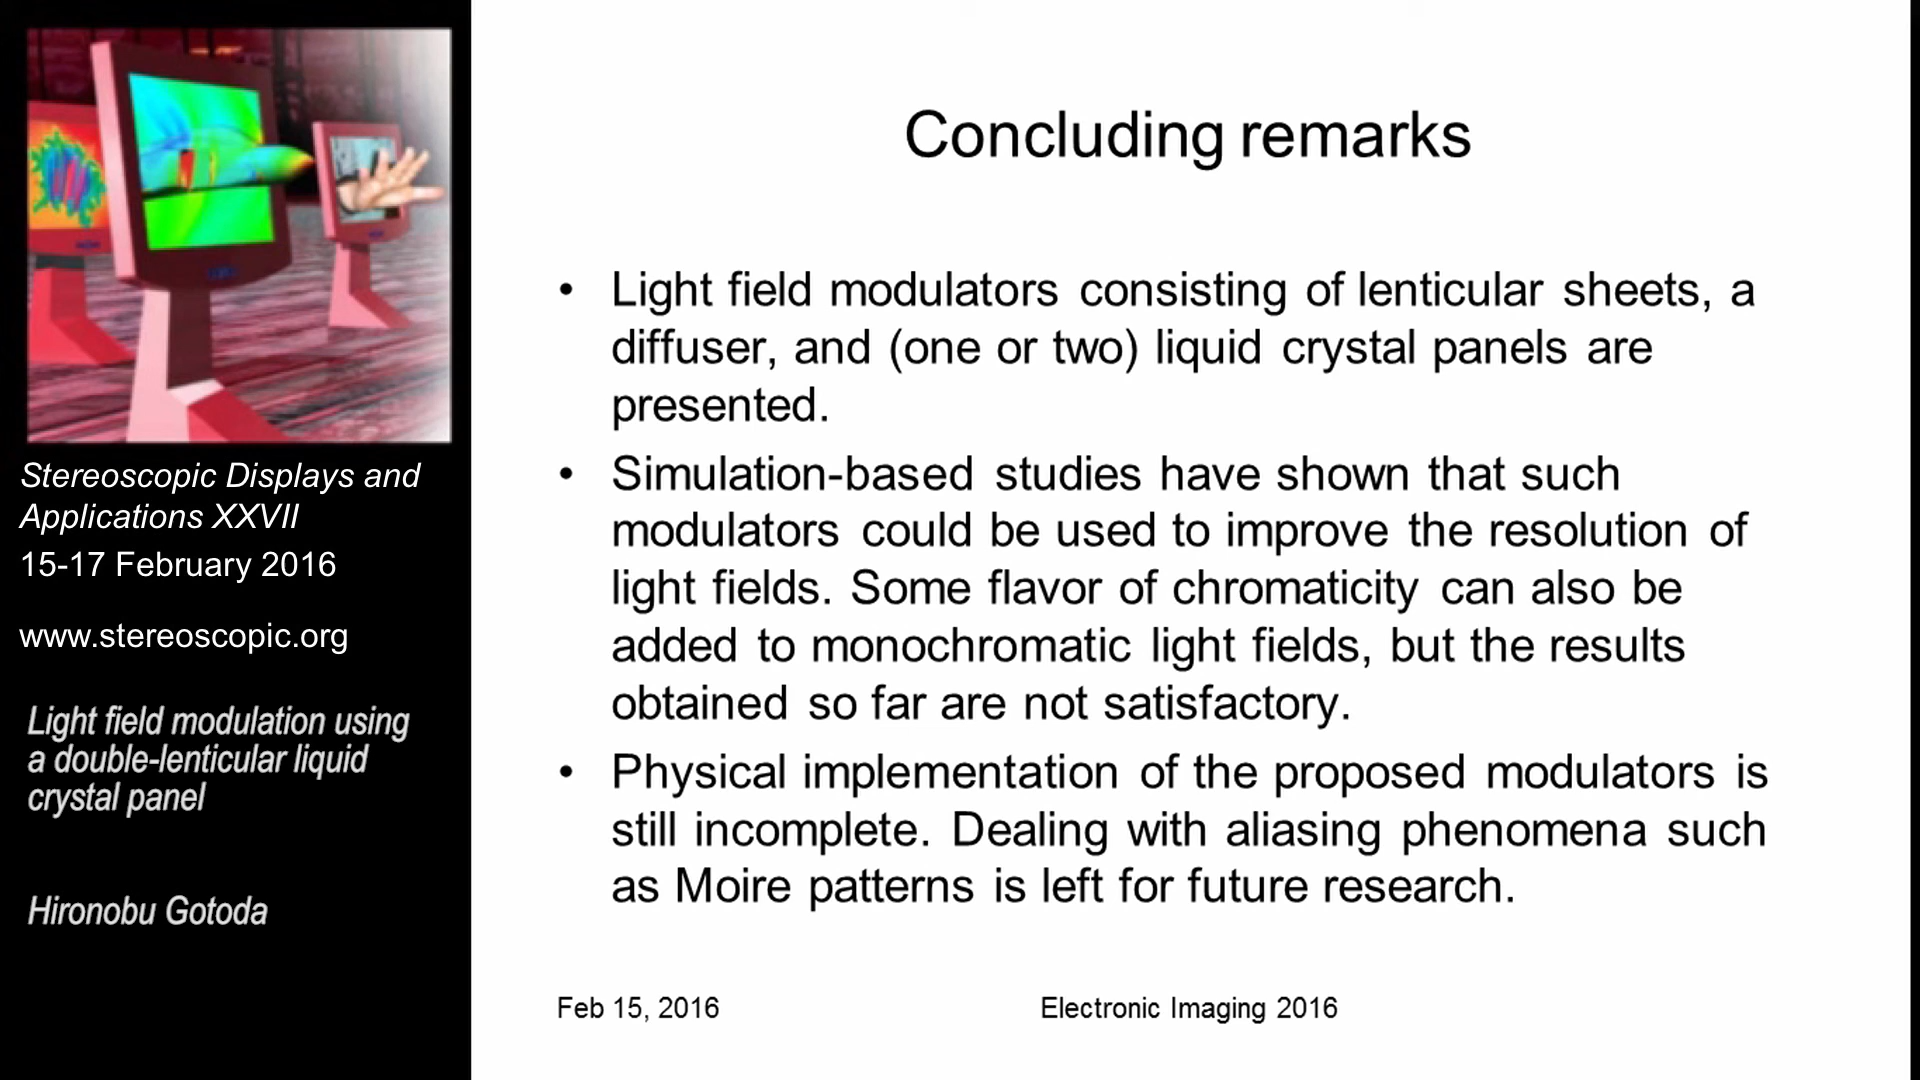 Stereoscopic Displays and
Applications XXVII
15-17 February 2016
www.stereoscopic.org
Light field modulation using
a double-lenticular liquid
crystal panel
Hironobu Gotoda
Concluding remarks
• Light field modulators consisting of lenticular sheets, a
diffuser, and (one or two) liquid crystal panels are
presented.
• Simulation-based studies have shown that such
modulators could be used to improve the resolution of
light fields. Some flavor of chromaticity can also be
added to monochromatic light fields, but the results
obtained so far are not satisfactory.
• Physical implementation of the proposed modulators is
still incomplete. Dealing with aliasing phenomena such
as Moire patterns is left for future research.
Feb 15, 2016
Electronic Imaging 2016